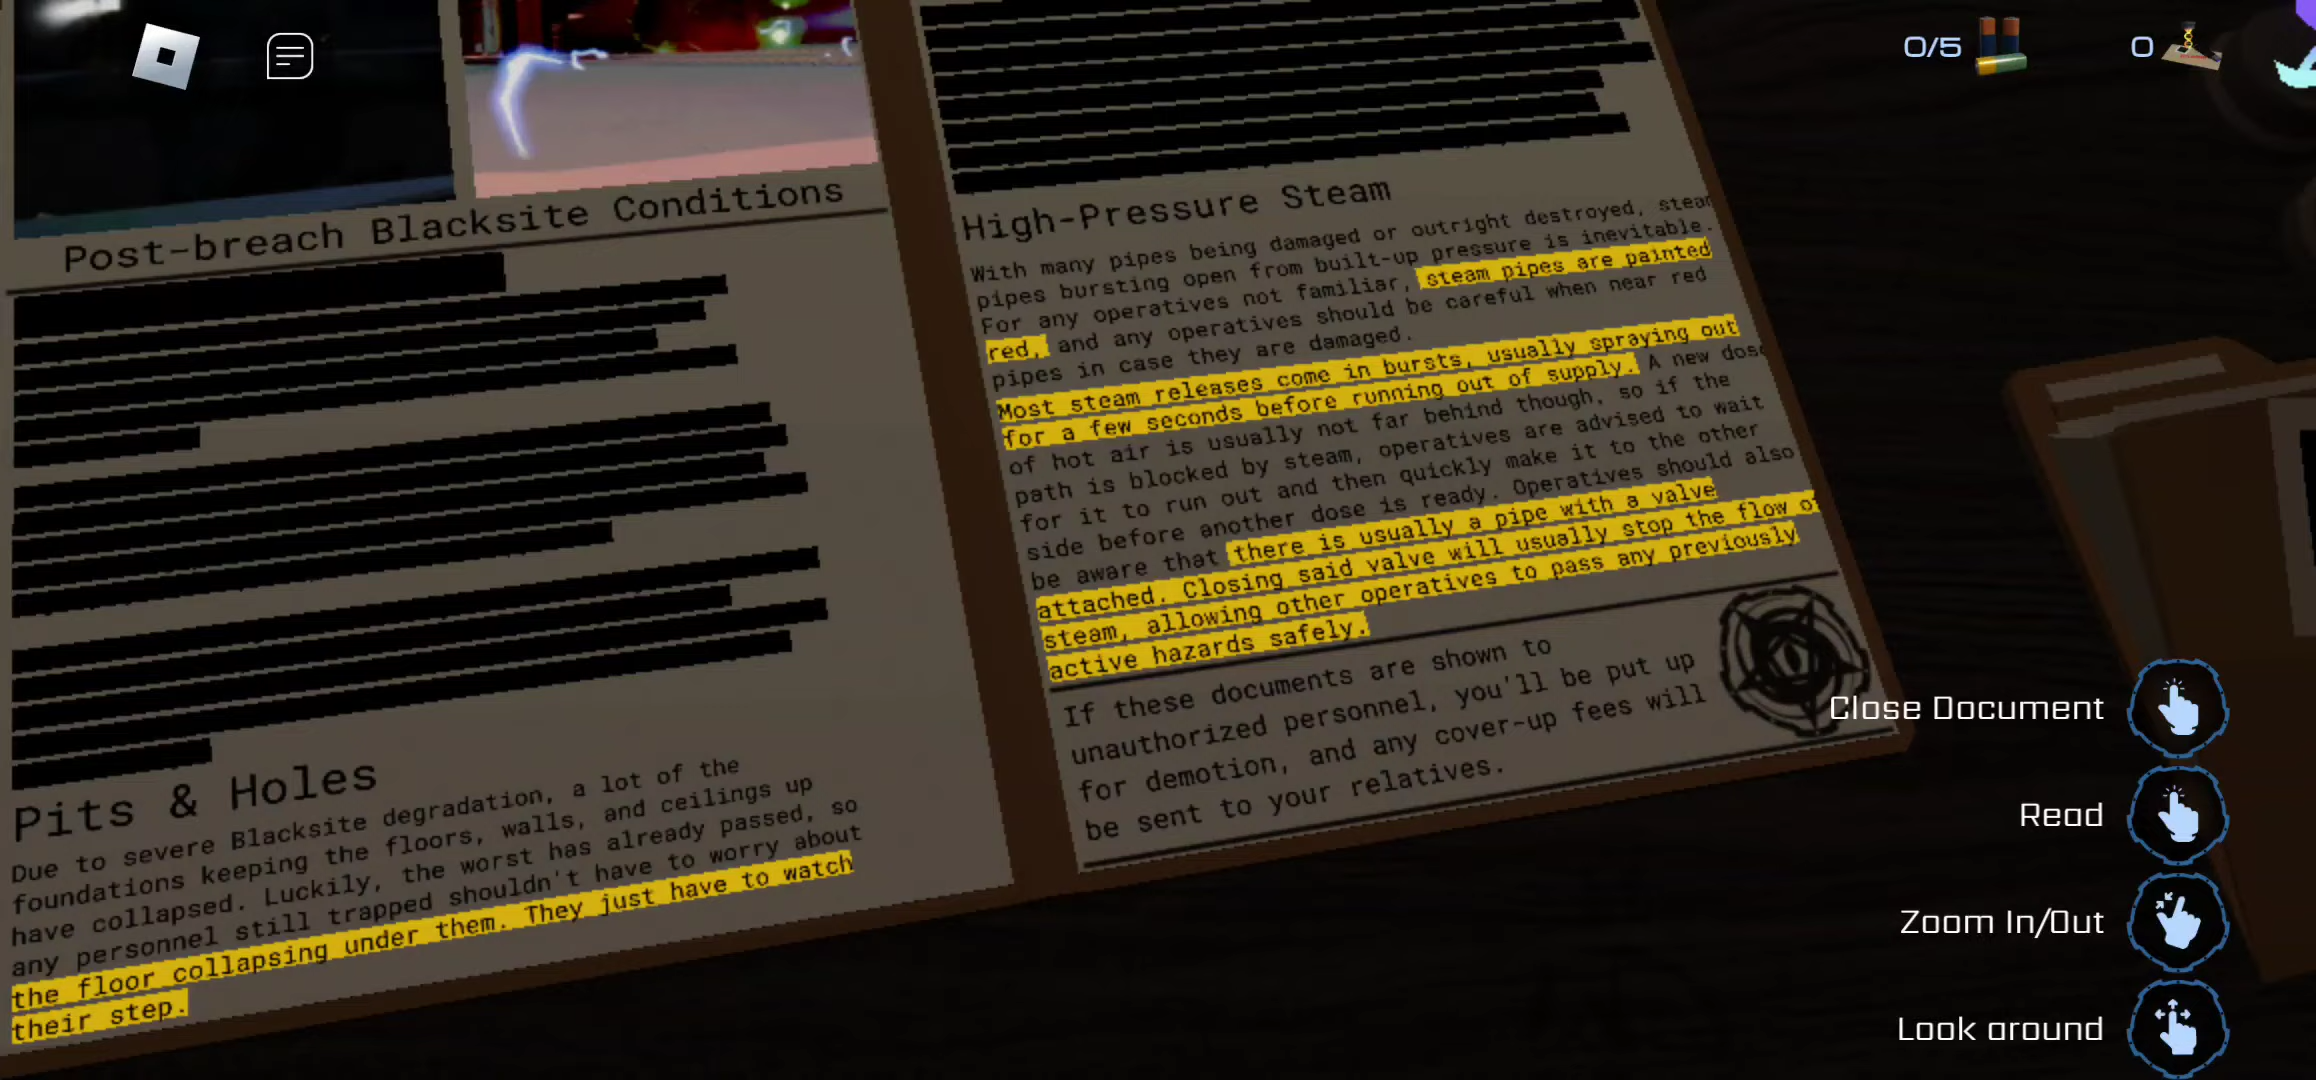 0/5
0
Post-breach Blacksite Conditions
Pits & Holes
Due to severe Blacksite degradation, a lot of the
foundations keeping the floors, walls, and ceilings up
have collapsed. Luckily, the worst has already passed, so
any personnel still trapped shouldn't have to worry about
the floor collapsing under them. They just have to watch
their step.
High-Pressure Steam
With many pipes being damaged or outright destroyed, steam
pipes bursting open from built-up pressure is inevitable.
For any operatives not familiar, steam pipes are painted
red, and any operatives should be careful when near red
pipes in case they are damaged.
Most steam releases come in bursts, usually spraying out
for a few seconds before running out of supply. A new dose
of hot air is usually not far behind though, so if the
path is blocked by steam, operatives are advised to wait
for it to run out and then quickly make it to the other
side before another dose is ready. Operatives should also
be aware that there is usually a pipe with a valve
attached. Closing said valve will usually stop the flow of
steam, allowing other operatives to pass any previously
active hazards safely.
If these documents are shown to
unauthorized personnel, you'll be put up
for demotion, and any cover-up fees will
be sent to your relatives.
Close Document
Read
Zoom In/Out
Look around